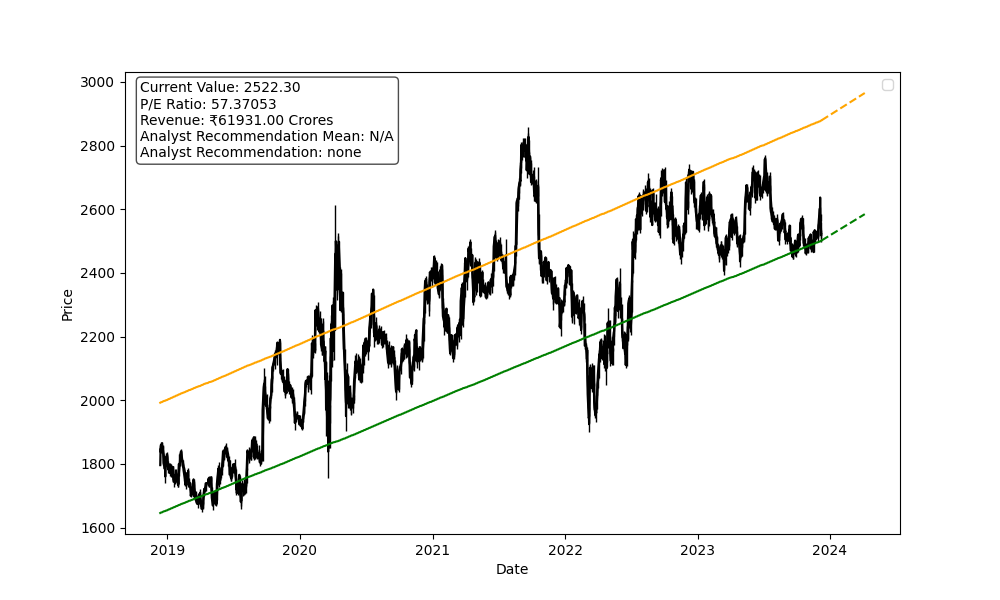 Current Value: 2522.30
P/E Ratio: 57.37053
Revenue: ₹61931.00 Crores
Analyst Recommendation Mean: N/A
Analyst Recommendation: none
3000
2800
2600
2400
2200
2000
1800
1600
Price
2019 2020 2021 2022 2023 2024
Date